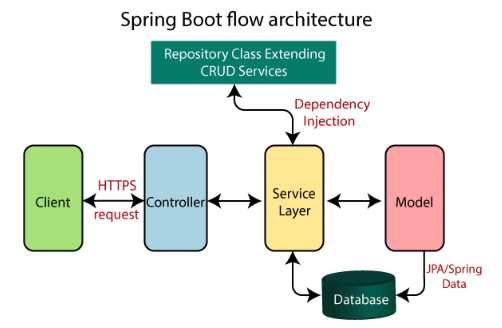 Spring Boot flow architecture
Repository Class Extending
CRUD Services
Dependency
Injection
Client
HTTPS
request
Controller
Service
Layer
Model
JPA/Spring
Data
Database